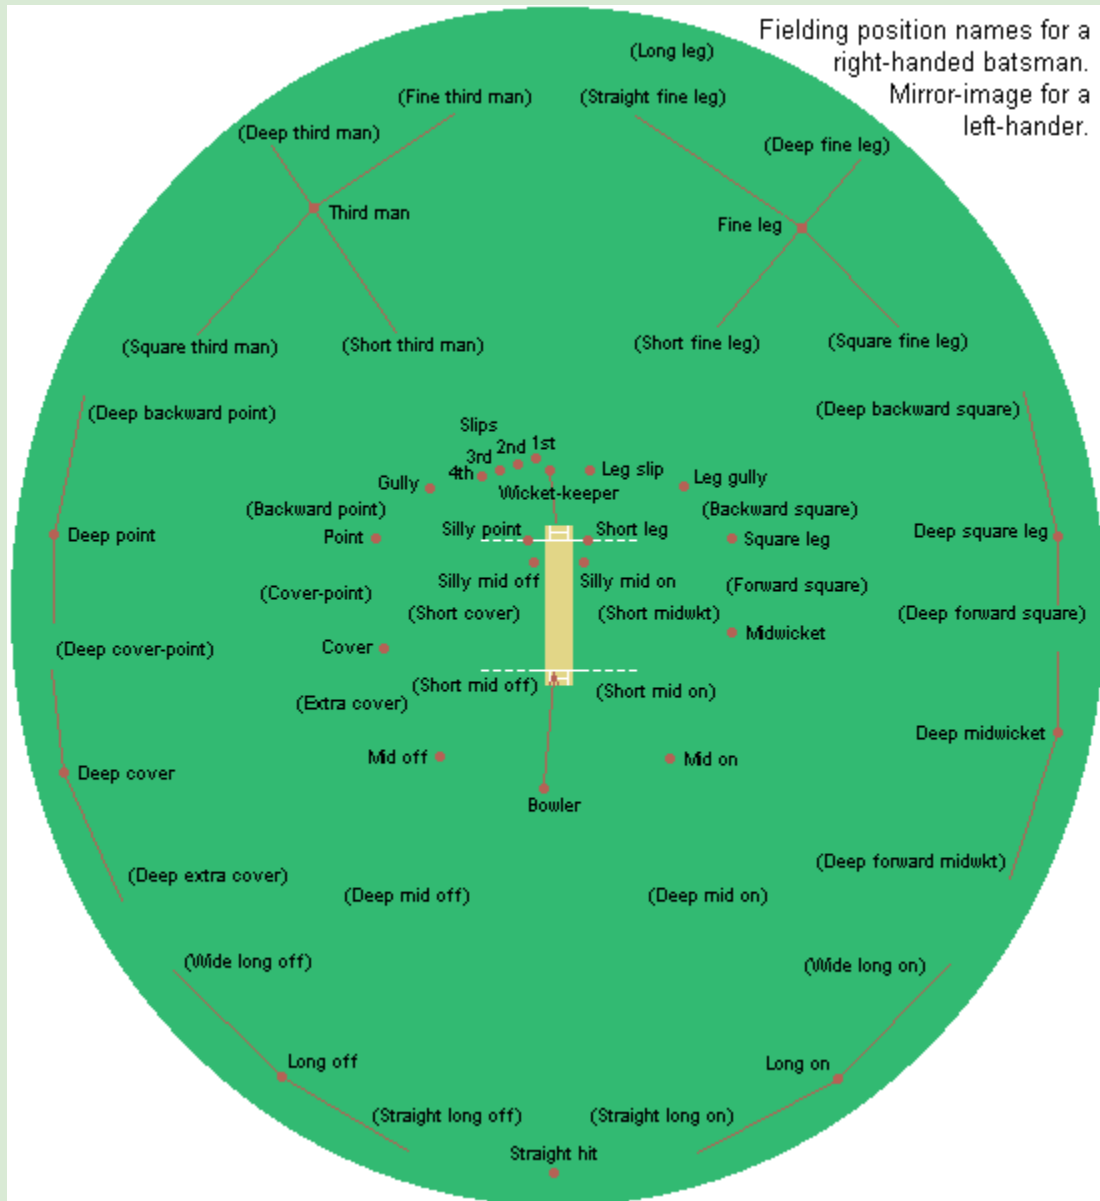 Fielding position names for a
right-handed batsman.
Mirror-image for a
left-hander.
(Long leg)
(Fine third man)
(Straight fine leg)
(Deep third man)
(Deep fine leg)
Third man
Fine leg
(Square third man)
(Short third man)
(Short fine leg)
(Square fine leg)
(Deep backward point)
(Deep backward square)
Slips
1st
2nd
3rd
4th
Leg slip
Gully
Leg gully
Wicket-keeper
(Backward point)
(Backward square)
Deep point
Point
Silly point
Short leg
Square leg
Deep square leg
Silly mid off
Silly mid on
(Cover-point)
(Forward square)
(Short cover)
(Short midwkt)
(Deep forward square)
Midwicket
(Deep cover-point)
Cover
(Short mid off)
(Short mid on)
(Extra cover)
Deep midwicket
Mid off
Mid on
Deep cover
Bowler
(Deep forward midwkt)
(Deep extra cover)
(Deep mid off)
(Deep mid on)
(Wide long off)
(Wide long on)
Long off
Long on
(Straight long off)
(Straight long on)
Straight hit